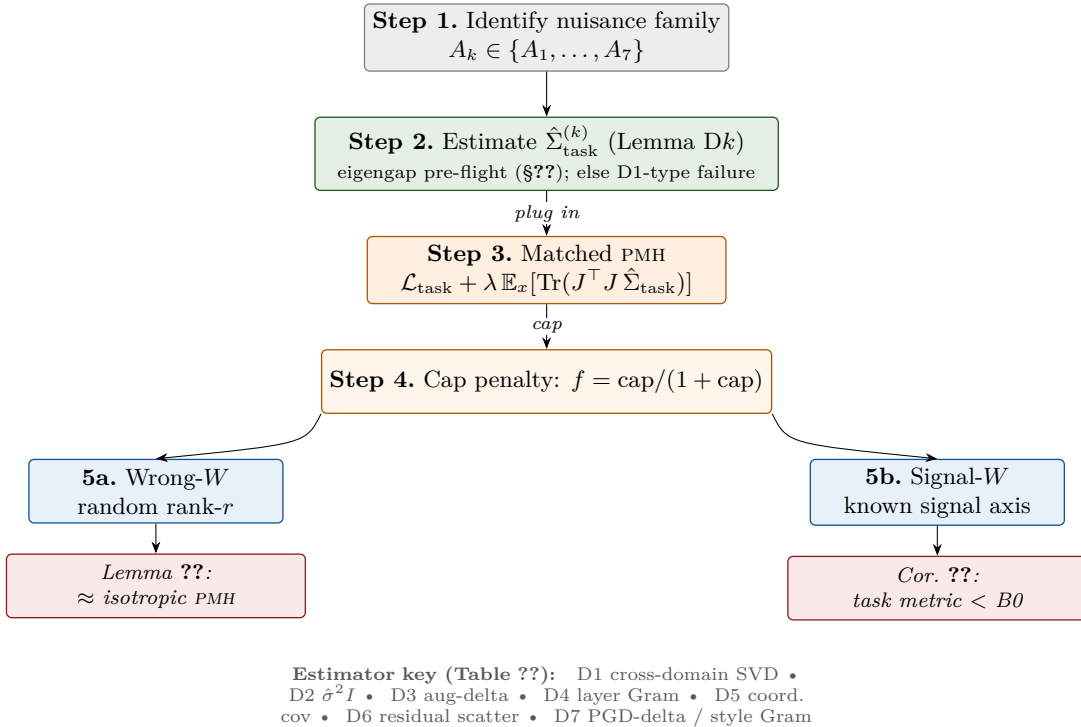 Step 1. Identify nuisance family
A_k ∈ {A_1, . . . , A_7}
Step 2. Estimate Σ̂_task^(k) (Lemma Dk)
eigengap pre-flight (§??); else D1-type failure
plug in
Step 3. Matched PMH
ℒ_task + λ 𝔼_x[Tr(J^⊤ J Σ̂_task)]
cap
Step 4. Cap penalty: f = cap/(1 + cap)
5a. Wrong-W
random rank-r
5b. Signal-W
known signal axis
Lemma ??:
≈ isotropic PMH
Cor. ??:
task metric < B0
Estimator key (Table ??): D1 cross-domain SVD •
D2 σ̂²I • D3 aug-delta • D4 layer Gram • D5 coord.
cov • D6 residual scatter • D7 PGD-delta / style Gram